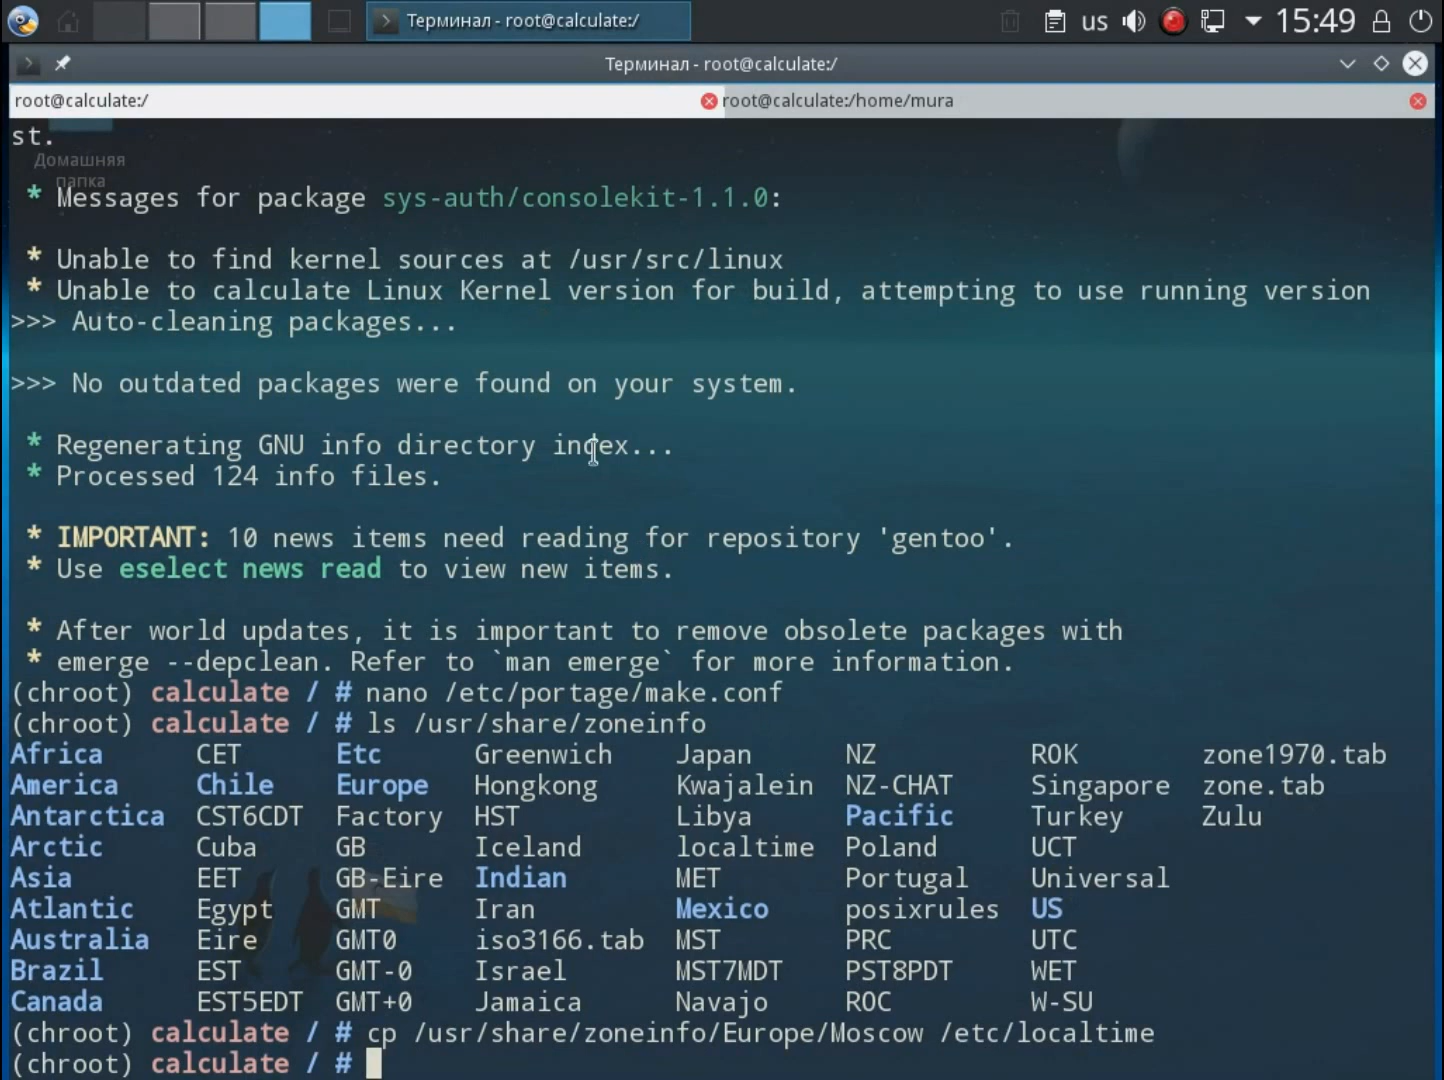 Терминал - root@calculate:/
us
15:49
Терминал - root@calculate:/
root@calculate:/ root@calculate:/home/mura
st.
Домашняя
папка
* Messages for package sys-auth/consolekit-1.1.0:
* Unable to find kernel sources at /usr/src/linux
* Unable to calculate Linux Kernel version for build, attempting to use running version
>>> Auto-cleaning packages...
>>> No outdated packages were found on your system.
* Regenerating GNU info directory index...
* Processed 124 info files.
* IMPORTANT: 10 news items need reading for repository 'gentoo'.
* Use eselect news read to view new items.
* After world updates, it is important to remove obsolete packages with
* emerge --depclean. Refer to `man emerge` for more information.
(chroot) calculate / # nano /etc/portage/make.conf
(chroot) calculate / # ls /usr/share/zoneinfo
Africa CET Etc Greenwich Japan NZ ROK zone1970.tab
America Chile Europe Hongkong Kwajalein NZ-CHAT Singapore zone.tab
Antarctica CST6CDT Factory HST Libya Pacific Turkey Zulu
Arctic Cuba GB Iceland localtime Poland UCT
Asia EET GB-Eire Indian MET Portugal Universal
Atlantic Egypt GMT Iran Mexico posixrules US
Australia Eire GMT0 iso3166.tab MST PRC UTC
Brazil EST GMT-0 Israel MST7MDT PST8PDT WET
Canada EST5EDT GMT+0 Jamaica Navajo ROC W-SU
(chroot) calculate / # cp /usr/share/zoneinfo/Europe/Moscow /etc/localtime
(chroot) calculate / #